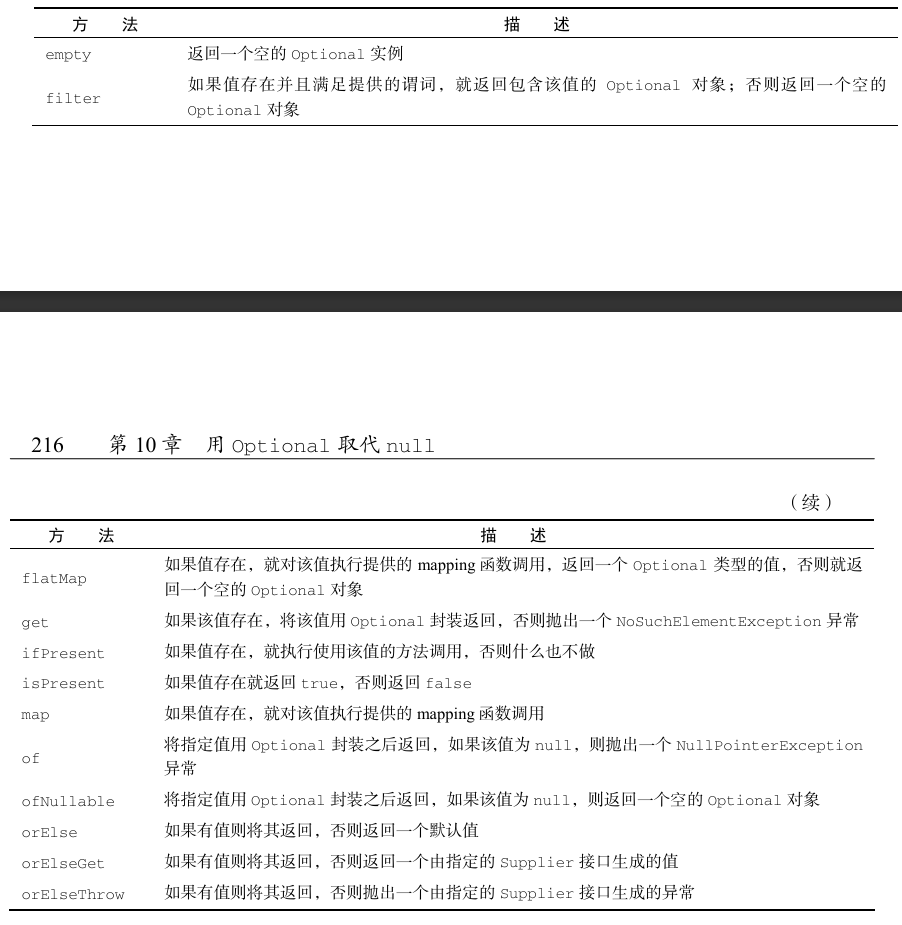 方 法 描 述
empty 返回一个空的 Optional 实例
filter 如果值存在并且满足提供的谓词，就返回包含该值的 Optional 对象；否则返回一个空的
Optional 对象
216 第 10 章 用 Optional 取代 null
（续）
方 法 描 述
flatMap 如果值存在，就对该值执行提供的 mapping 函数调用，返回一个 Optional 类型的值，否则就返
回一个空的 Optional 对象
get 如果该值存在，将该值用 Optional 封装返回，否则抛出一个 NoSuchElementException 异常
ifPresent 如果值存在，就执行使用该值的方法调用，否则什么也不做
isPresent 如果值存在就返回 true，否则返回 false
map 如果值存在，就对该值执行提供的 mapping 函数调用
of 将指定值用 Optional 封装之后返回，如果该值为 null，则抛出一个 NullPointerException
异常
ofNullable 将指定值用 Optional 封装之后返回，如果该值为 null，则返回一个空的 Optional 对象
orElse 如果有值则将其返回，否则返回一个默认值
orElseGet 如果有值则将其返回，否则返回一个由指定的 Supplier 接口生成的值
orElseThrow 如果有值则将其返回，否则抛出一个由指定的 Supplier 接口生成的异常